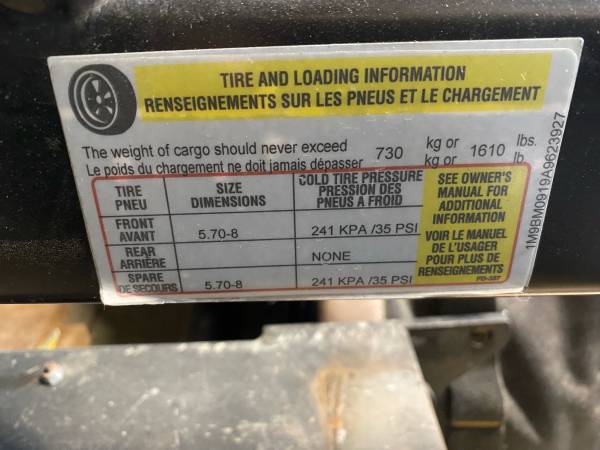 TIRE AND LOADING INFORMATION
RENSEIGNEMENTS SUR LES PNEUS ET LE CHARGEMENT
The weight of cargo should never exceed 730 kg or 1610 lbs.
Le poids du chargement ne doit jamais dépasser kg or lb
TIRE SIZE COLD TIRE PRESSURE
PNEU DIMENSIONS PRESSION DES
PNEUS A FROID
FRONT
AVANT 5.70-8 241 KPA /35 PSI
REAR
ARRIÈRE NONE
SPARE
DE SECOURS 5.70-8 241 KPA /35 PSI
SEE OWNER'S
MANUAL FOR
ADDITIONAL
INFORMATION
VOIR LE MANUEL
DE L'USAGER
POUR PLUS DE
RENSEIGNEMENTS
1M9BM0919A9623927